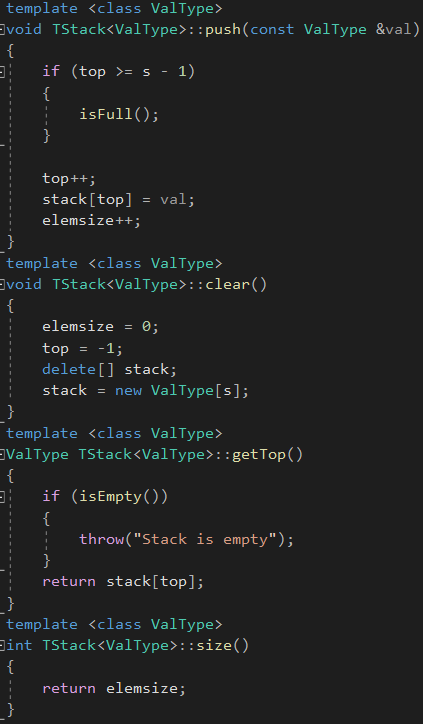 template <class ValType>
void TStack<ValType>::push(const ValType &val)
{
    if (top >= s - 1)
    {
        isFull();
    }

    top++;
    stack[top] = val;
    elemsize++;
}
template <class ValType>
void TStack<ValType>::clear()
{
    elemsize = 0;
    top = -1;
    delete[] stack;
    stack = new ValType[s];
}
template <class ValType>
ValType TStack<ValType>::getTop()
{
    if (isEmpty())
    {
        throw("Stack is empty");
    }
    return stack[top];
}
template <class ValType>
int TStack<ValType>::size()
{
    return elemsize;
}